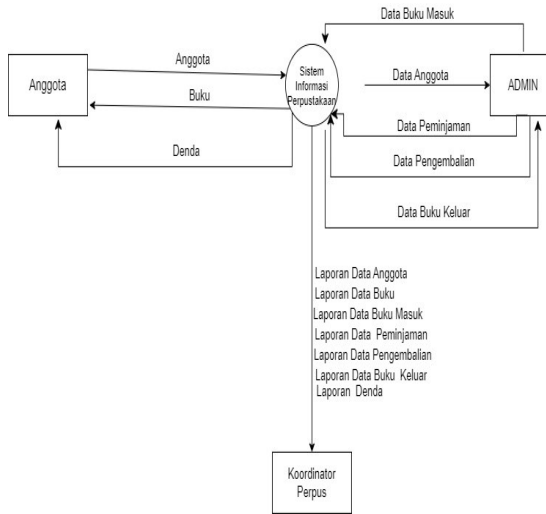 Data Buku Masuk
Anggota
Anggota
Buku
Denda
Sistem
Informasi
Perpustakaan
Data Anggota
ADMIN
Data Peminjaman
Data Pengembalian
Data Buku Keluar
Laporan Data Anggota
Laporan Data Buku
Laporan Data Buku Masuk
Laporan Data Peminjaman
Laporan Data Pengembalian
Laporan Data Buku Keluar
Laporan Denda
Koordinator
Perpus